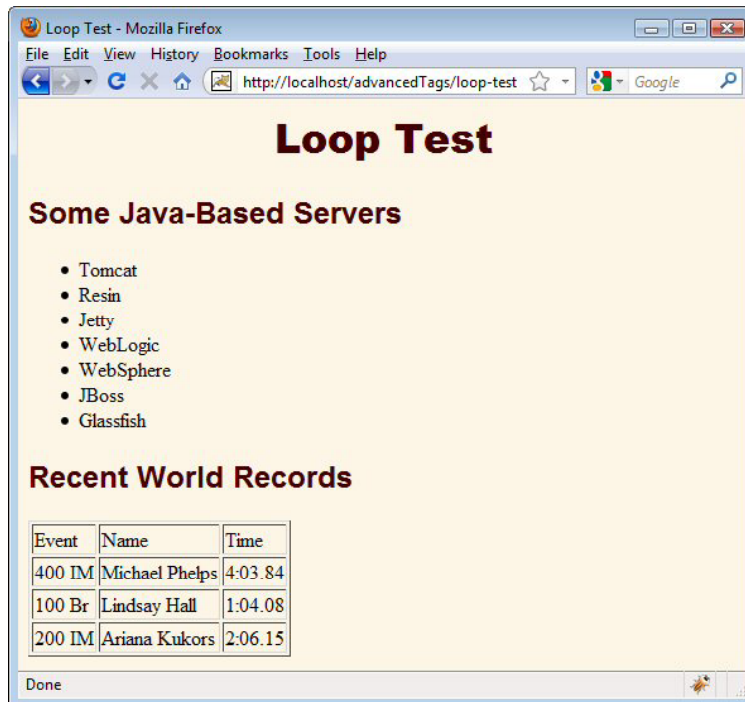 Loop Test - Mozilla Firefox
File Edit View History Bookmarks Tools Help
http://localhost/advancedTags/loop-test Google
Loop Test
Some Java-Based Servers
Tomcat
Resin
Jetty
WebLogic
WebSphere
JBoss
Glassfish
Recent World Records
Event Name Time
400 IM Michael Phelps 4:03.84
100 Br Lindsay Hall 1:04.08
200 IM Ariana Kukors 2:06.15
Done